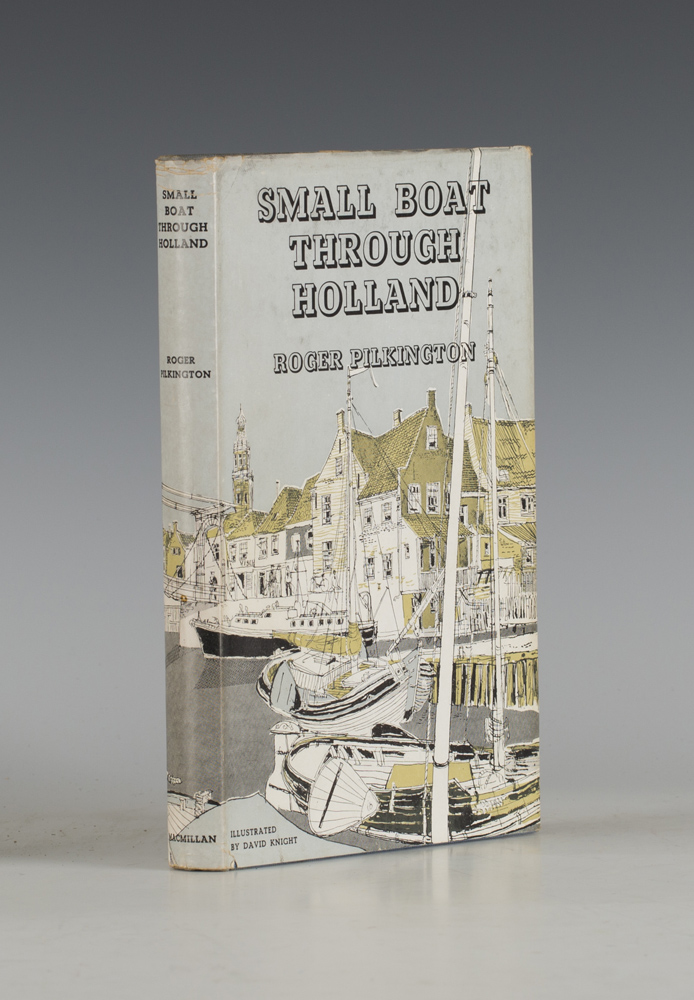 SMALL
BOAT
THROUGH
HOLLAND
ROGER
PILKINGTON
MACMILLAN
SMALL BOAT
THROUGH
HOLLAND
ROGER PILKINGTON
ILLUSTRATED
BY DAVID KNIGHT